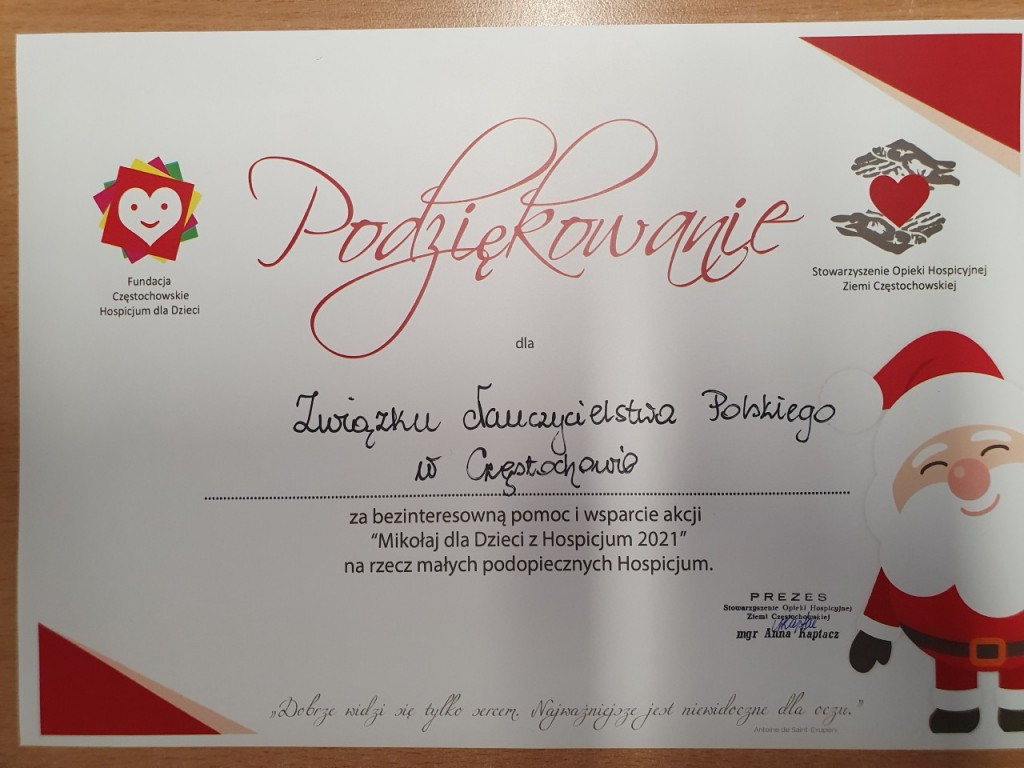 Podziękowanie
Fundacja
Częstochowskie
Hospicjum dla Dzieci
Stowarzyszenie Opieki Hospicyjnej
Ziemi Częstochowskiej
dla
Związku Nauczycielstwa Polskiego
w Częstochowie
za bezinteresowną pomoc i wsparcie akcji
“Mikołaj dla Dzieci z Hospicjum 2021”
na rzecz małych podopiecznych Hospicjum.
PREZES
Stowarzyszenie Opieki Hospicyjnej
Ziemi Częstochowskiej
mgr Anna Kaptacz
„Dobrze widzi się tylko sercem. Najważniejsze jest niewidoczne dla oczu.”
Antoine de Saint-Exupéry